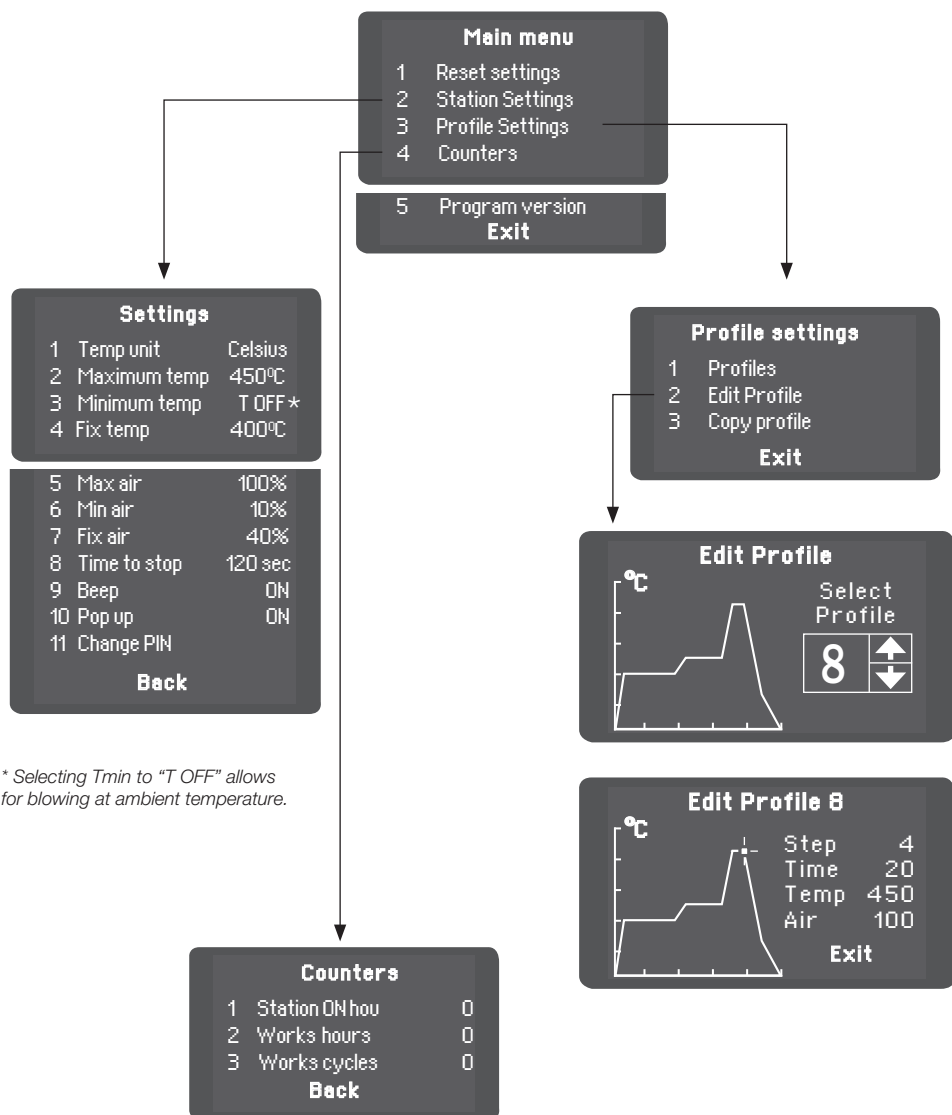 Main menu
1 Reset settings
2 Station Settings
3 Profile Settings
4 Counters
5 Program version
Exit
Settings
1 Temp unit Celsius
2 Maximum temp 450ºC
3 Minimum temp T OFF*
4 Fix temp 400ºC
5 Max air 100%
6 Min air 10%
7 Fix air 40%
8 Time to stop 120 sec
9 Beep ON
10 Pop up ON
11 Change PIN
Back
* Selecting Tmin to “T OFF” allows
for blowing at ambient temperature.
Profile settings
1 Profiles
2 Edit Profile
3 Copy profile
Exit
Edit Profile
ºC
Select
Profile
8
Edit Profile 8
ºC
Step 4
Time 20
Temp 450
Air 100
Exit
Counters
1 Station ON hou 0
2 Works hours 0
3 Works cycles 0
Back